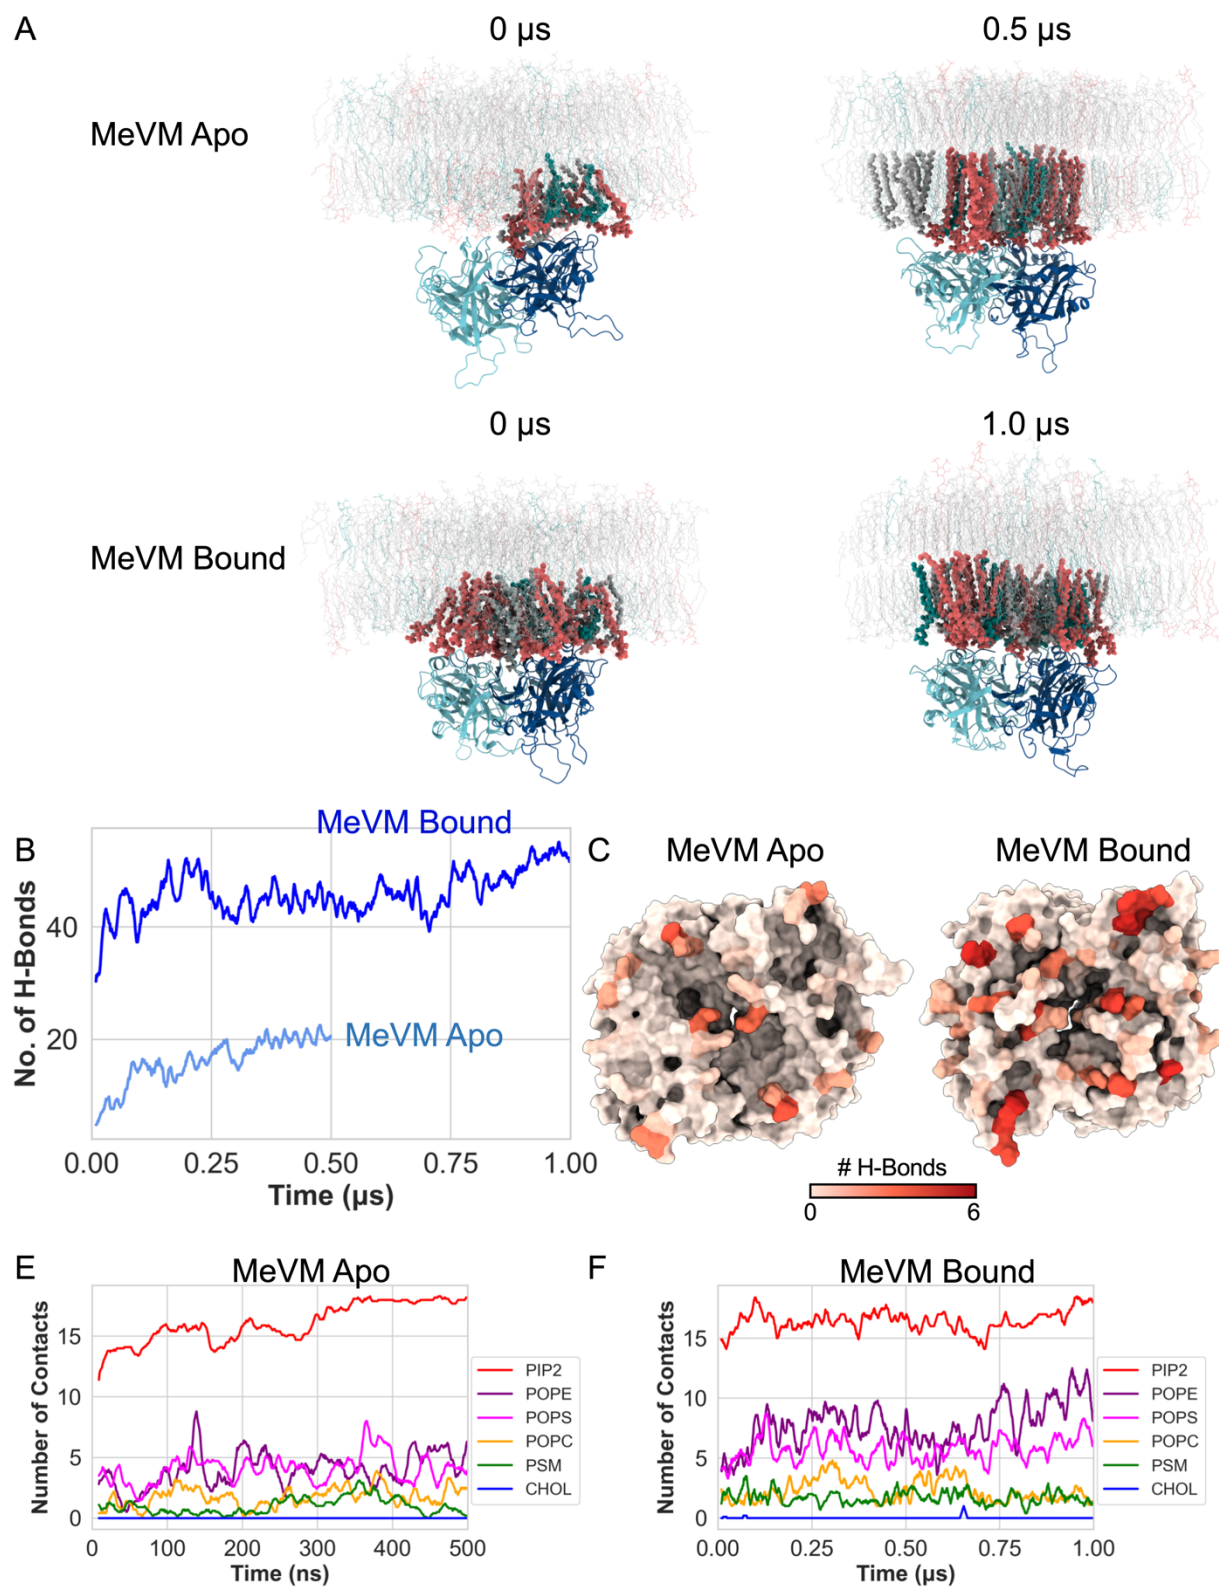 A
0 µs
0.5 µs
MeVM Apo
0 µs
1.0 µs
MeVM Bound
B
MeVM Bound
MeVM Apo
No. of H-Bonds
40
20
0.00 0.25 0.50 0.75 1.00
Time (µs)
C
MeVM Apo
MeVM Bound
# H-Bonds
0 6
E
MeVM Apo
Number of Contacts
15
10
5
0
0 100 200 300 400 500
Time (ns)
PIP2
POPE
POPS
POPC
PSM
CHOL
F
MeVM Bound
Number of Contacts
15
10
5
0
0.00 0.25 0.50 0.75 1.00
Time (µs)
PIP2
POPE
POPS
POPC
PSM
CHOL